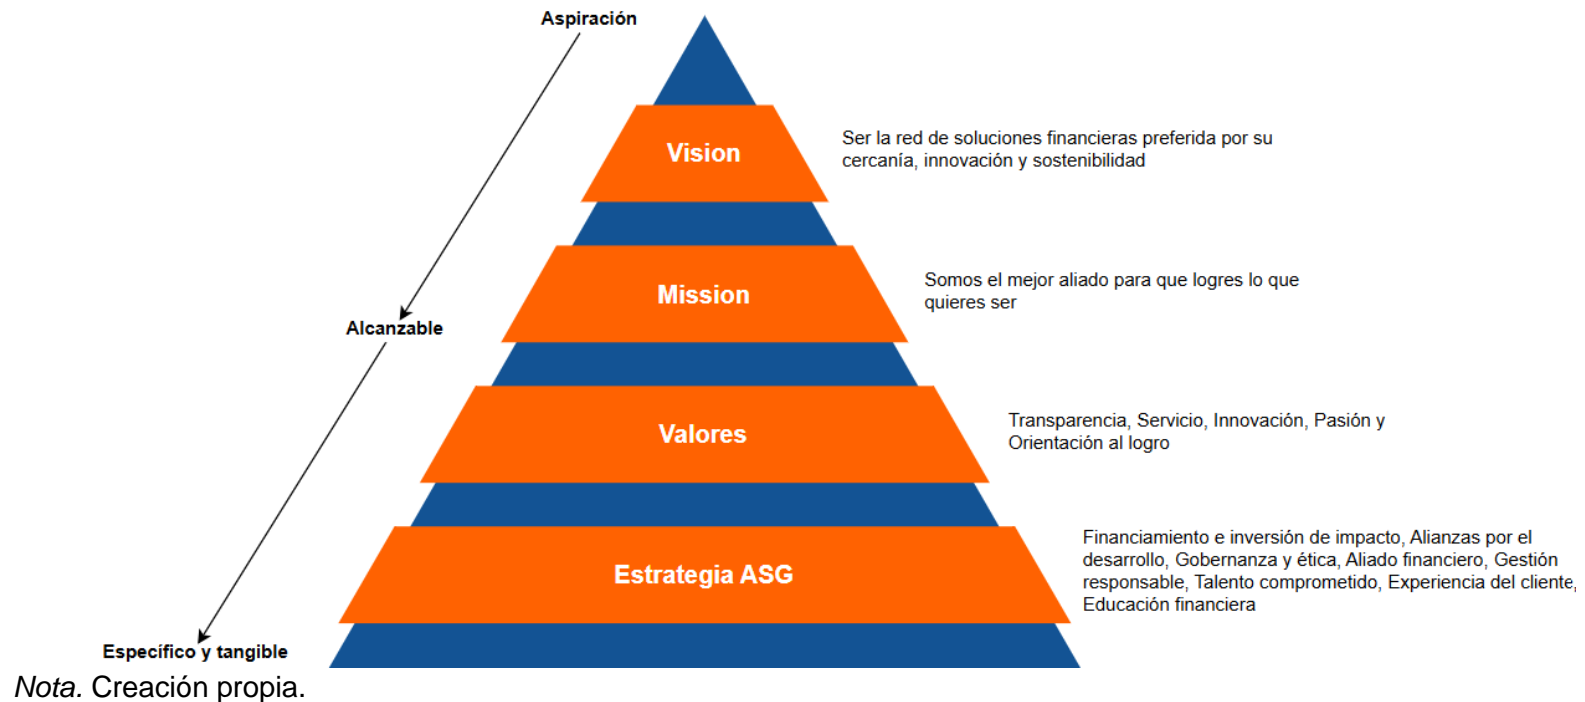 Aspiración
Vision
Ser la red de soluciones financieras preferida por su
cercanía, innovación y sostenibilidad
Mission
Somos el mejor aliado para que logres lo que
quieres ser
Alcanzable
Valores
Transparencia, Servicio, Innovación, Pasión y
Orientación al logro
Estrategia ASG
Financiamiento e inversión de impacto, Alianzas por el
desarrollo, Gobernanza y ética, Aliado financiero, Gestión
responsable, Talento comprometido, Experiencia del cliente,
Educación financiera
Específico y tangible
Nota. Creación propia.